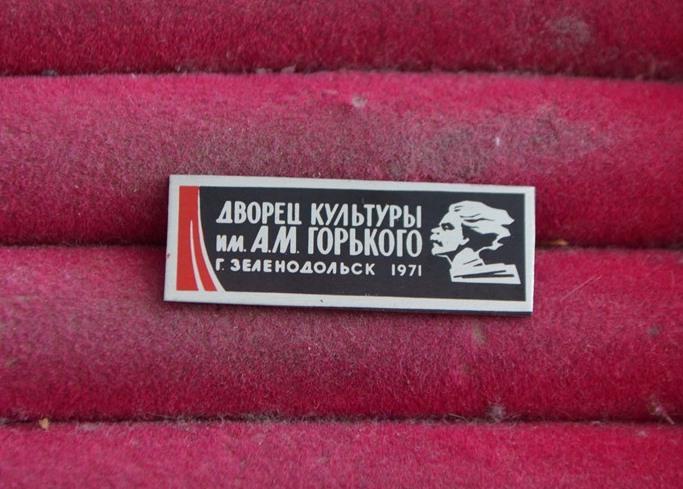 ДВОРЕЦ КУЛЬТУРЫ
ИМ. А.М. ГОРЬКОГО
Г. ЗЕЛЕНОДОЛЬСК 1971